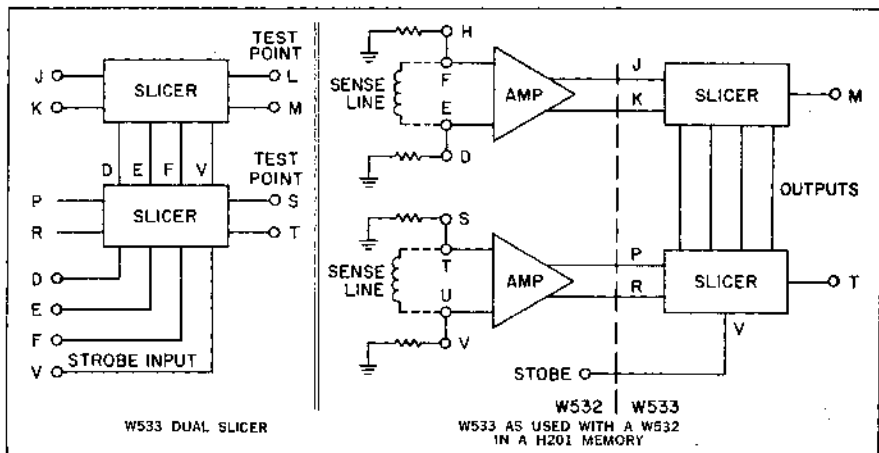 TEST
POINT
J
SLICER
L
K
M
D
E
F
V
TEST
POINT
P
SLICER
S
R
T
D
E
F
V
STROBE INPUT
W533 DUAL SLICER
H
J
SENSE
LINE
F
AMP
SLICER
M
E
K
D
OUTPUTS
S
SENSE
LINE
T
AMP
P
SLICER
T
U
R
V
V
STOBE
W532
W533
W533 AS USED WITH A W532
IN A H201 MEMORY